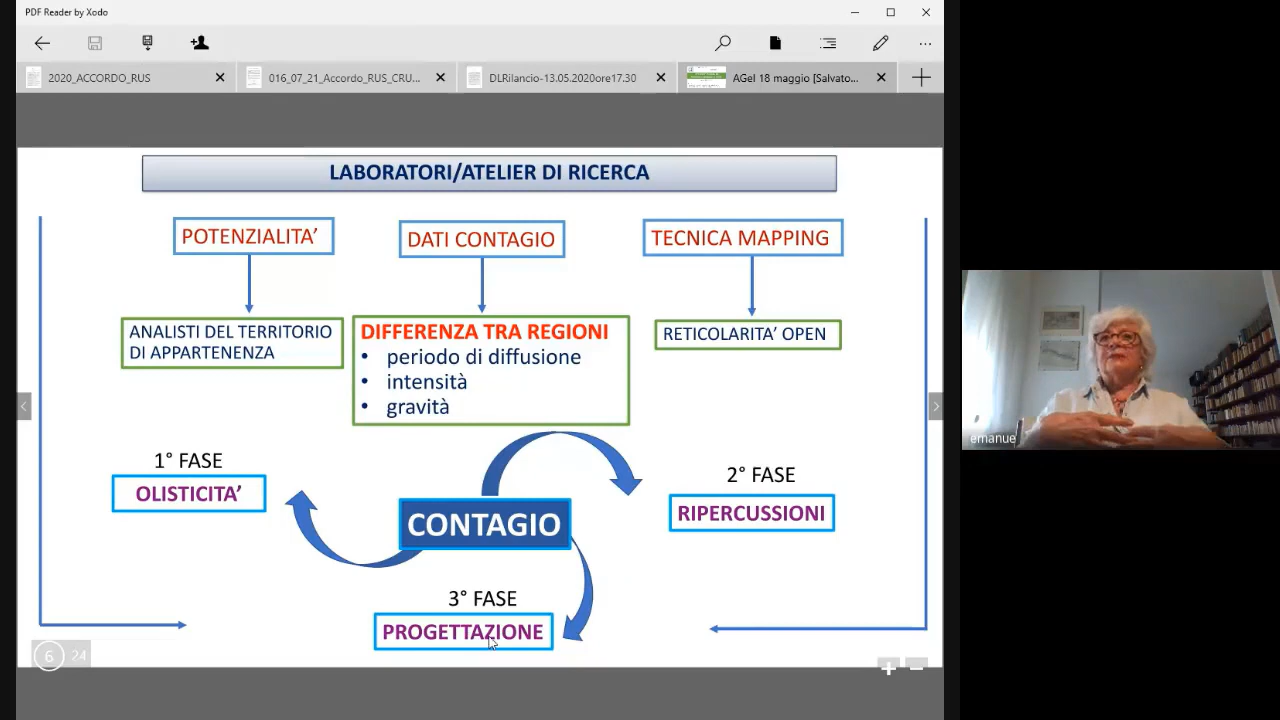 PDF Reader by Xodo
2020_ACCORDO_RUS
016_07_21_Accordo_RUS_CRU...
DLRilancio-13.05.2020ore17.30
AGeI 18 maggio [Salvato...
LABORATORI/ATELIER DI RICERCA
POTENZIALITA'
DATI CONTAGIO
TECNICA MAPPING
ANALISTI DEL TERRITORIO
DI APPARTENENZA
DIFFERENZA TRA REGIONI
• periodo di diffusione
• intensità
• gravità
RETICOLARITA' OPEN
1° FASE
OLISTICITA'
2° FASE
RIPERCUSSIONI
CONTAGIO
3° FASE
PROGETTAZIONE
6 24
emanue